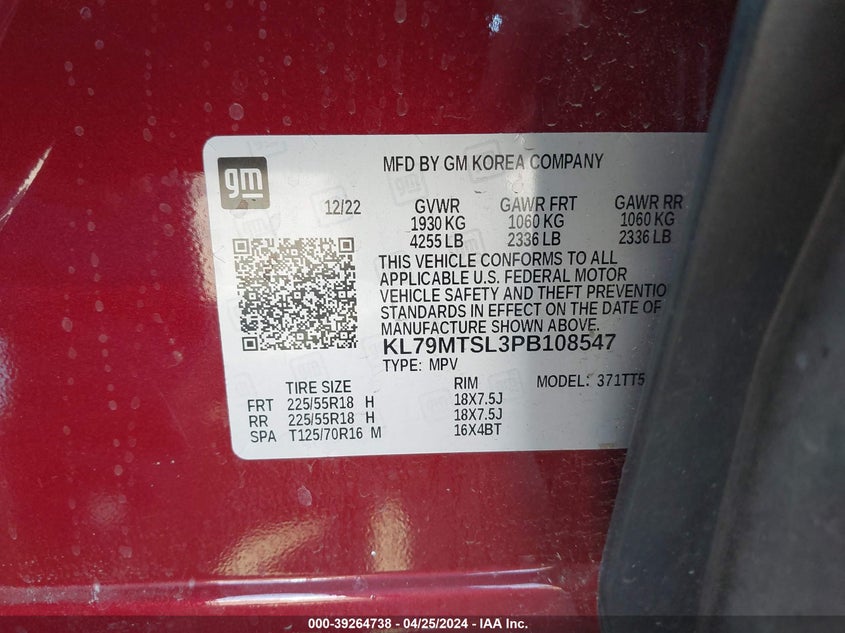 gm
MFD BY GM KOREA COMPANY
12/22 GVWR GAWR FRT GAWR RR
1930 KG 1060 KG 1060 KG
4255 LB 2336 LB 2336 LB
THIS VEHICLE CONFORMS TO ALL
APPLICABLE U.S. FEDERAL MOTOR
VEHICLE SAFETY AND THEFT PREVENTIO
STANDARDS IN EFFECT ON THE DATE OF
MANUFACTURE SHOWN ABOVE.
KL79MTSL3PB108547
TYPE: MPV MODEL: 371TT5
TIRE SIZE RIM
FRT 225/55R18 H 18X7.5J
RR 225/55R18 H 18X7.5J
SPA T125/70R16 M 16X4BT
000-39264738 - 04/25/2024 - IAA Inc.